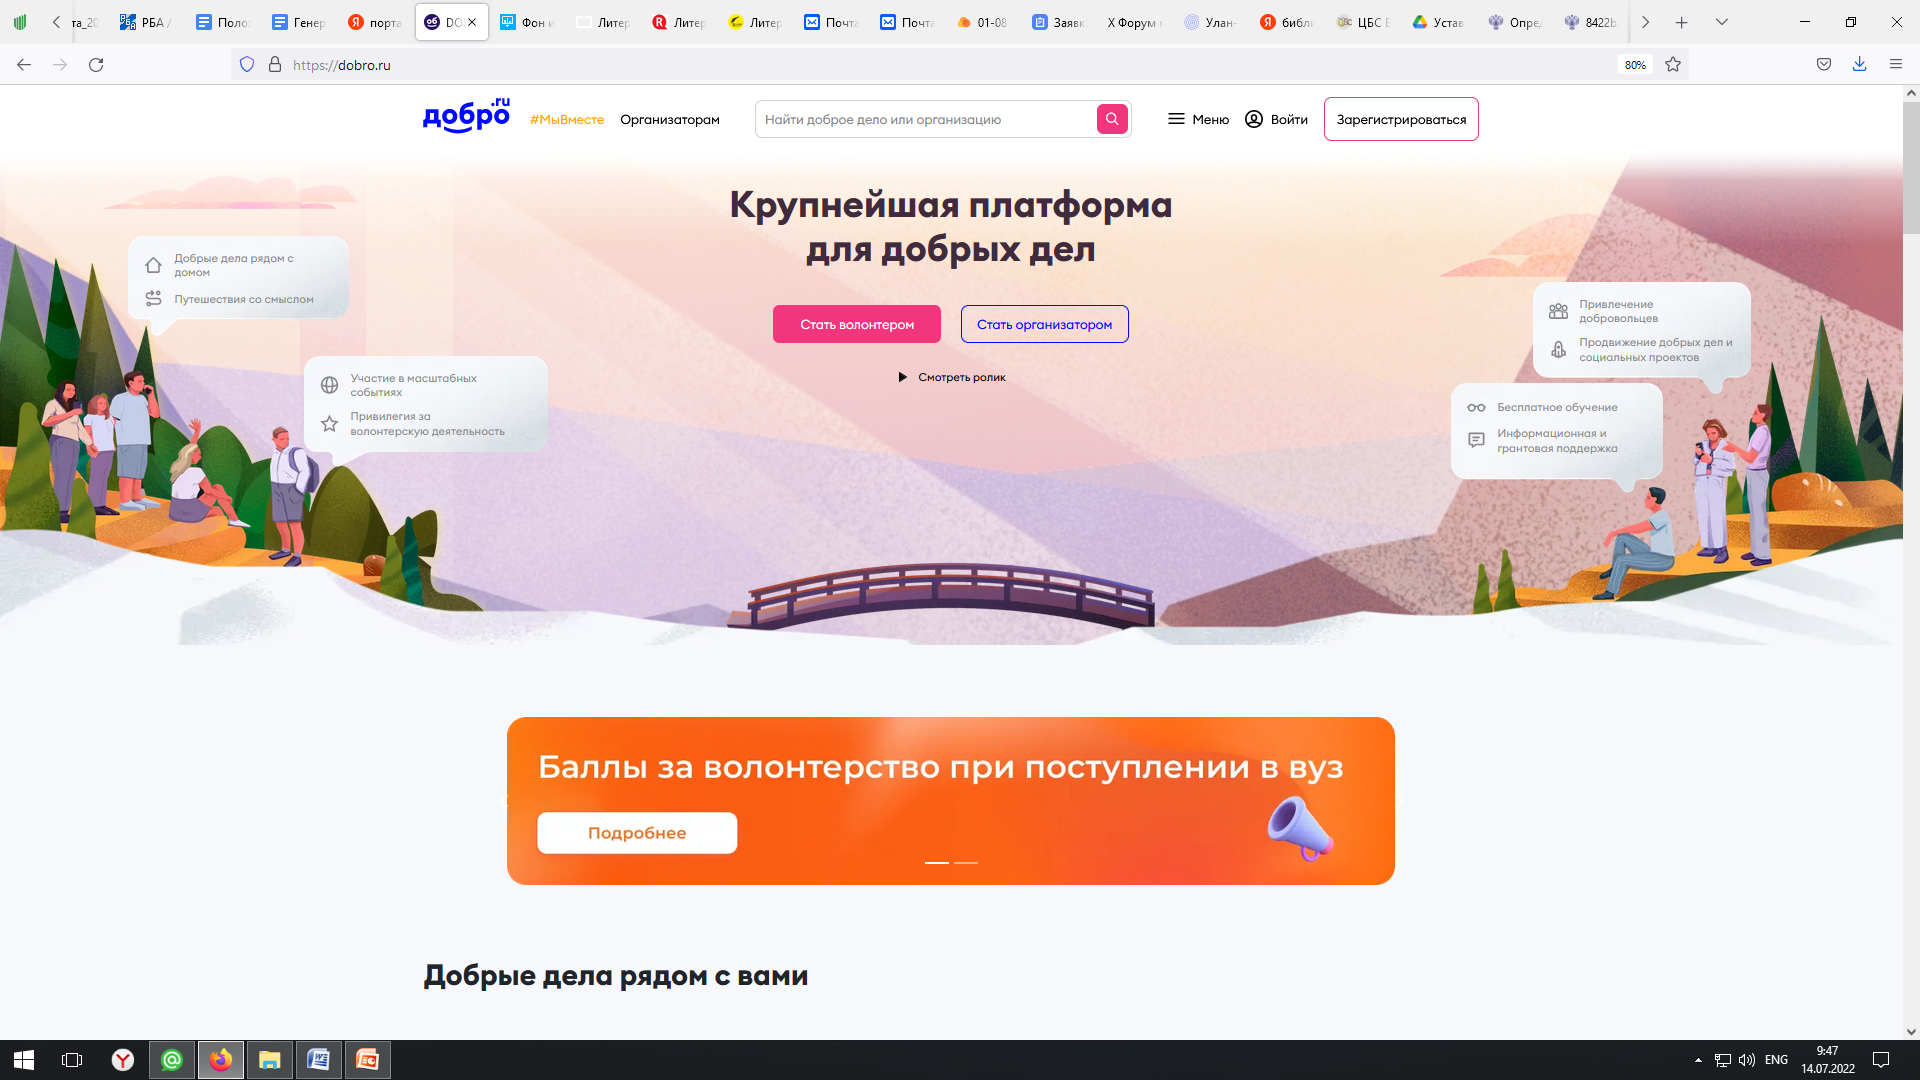 та_20
РБА /
Поло
Генер
порта
DO
Фон и
Литер
Литер
Литер
Почта
Почта
01-08
Заявк
X Форум
Улан-
библи
ЦБС Б
Устав
Опре
8422b
https://dobro.ru
80%
добро.ru
#МыВместе
Организаторам
Найти доброе дело или организацию
Меню
Войти
Зарегистрироваться
Крупнейшая платформа
для добрых дел
Добрые дела рядом с
домом
Путешествия со смыслом
Стать волонтером
Стать организатором
Смотреть ролик
Участие в масштабных
событиях
Привилегия за
волонтерскую деятельность
Привлечение
добровольцев
Продвижение добрых дел и
социальных проектов
Бесплатное обучение
Информационная и
грантовая поддержка
Баллы за волонтерство при поступлении в вуз
Подробнее
Добрые дела рядом с вами
ENG
9:47
14.07.2022